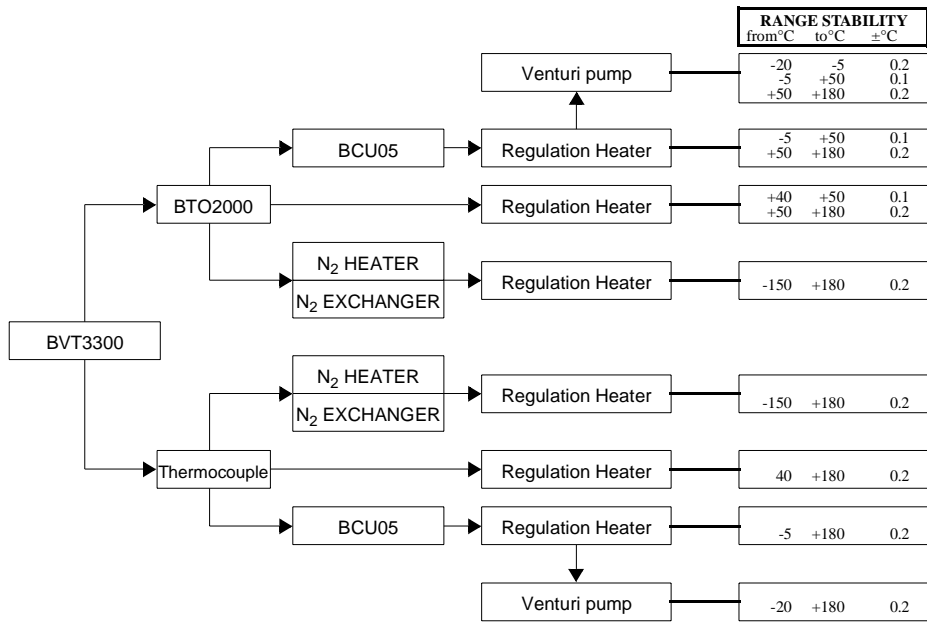 RANGE STABILITY
from°C to°C ±°C
Venturi pump
-20 -5 0.2
-5 +50 0.1
+50 +180 0.2
BCU05
Regulation Heater
-5 +50 0.1
+50 +180 0.2
BTO2000
Regulation Heater
+40 +50 0.1
+50 +180 0.2
N2 HEATER
N2 EXCHANGER
Regulation Heater
-150 +180 0.2
BVT3300
N2 HEATER
N2 EXCHANGER
Regulation Heater
-150 +180 0.2
Thermocouple
Regulation Heater
40 +180 0.2
BCU05
Regulation Heater
-5 +180 0.2
Venturi pump
-20 +180 0.2